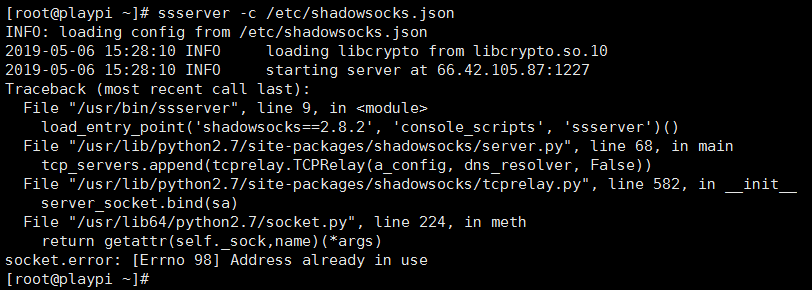 [root@playpi ~]# ssserver -c /etc/shadowsocks.json
INFO: loading config from /etc/shadowsocks.json
2019-05-06 15:28:10 INFO     loading libcrypto from libcrypto.so.10
2019-05-06 15:28:10 INFO     starting server at 66.42.105.87:1227
Traceback (most recent call last):
  File "/usr/bin/ssserver", line 9, in <module>
    load_entry_point('shadowsocks==2.8.2', 'console_scripts', 'ssserver')()
  File "/usr/lib/python2.7/site-packages/shadowsocks/server.py", line 68, in main
    tcp_servers.append(tcprelay.TCPRelay(a_config, dns_resolver, False))
  File "/usr/lib/python2.7/site-packages/shadowsocks/tcprelay.py", line 582, in __init__
    server_socket.bind(sa)
  File "/usr/lib64/python2.7/socket.py", line 224, in meth
    return getattr(self._sock,name)(*args)
socket.error: [Errno 98] Address already in use
[root@playpi ~]#